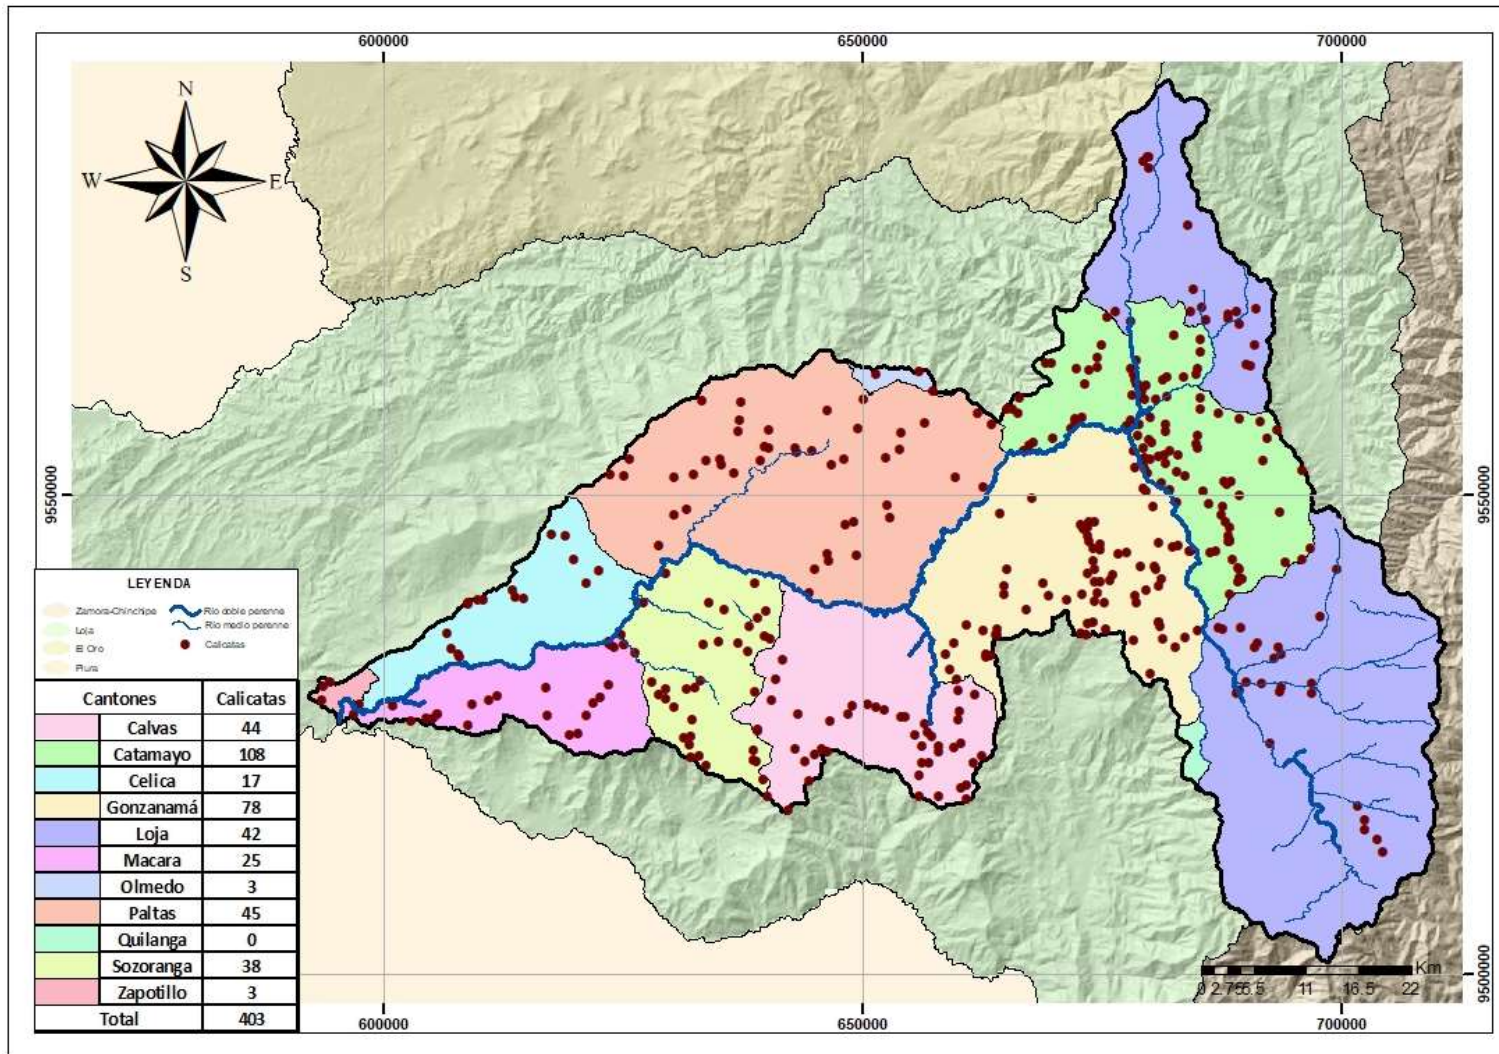 600000
650000
700000
N
W
E
S
9550000
9550000
LEYENDA
Zamora-Chinchipe
Río doble perenne
Loja
Río medio perenne
El Oro
Calicatas
Piura
Cantones Calicatas
Calvas 44
Catamayo 108
Celica 17
Gonzanamá 78
Loja 42
Macara 25
Olmedo 3
Paltas 45
Quilanga 0
Sozoranga 38
Zapotillo 3
Total 403
Km
0 2.75 5.5 11 16.5 22
9500000
600000
650000
700000